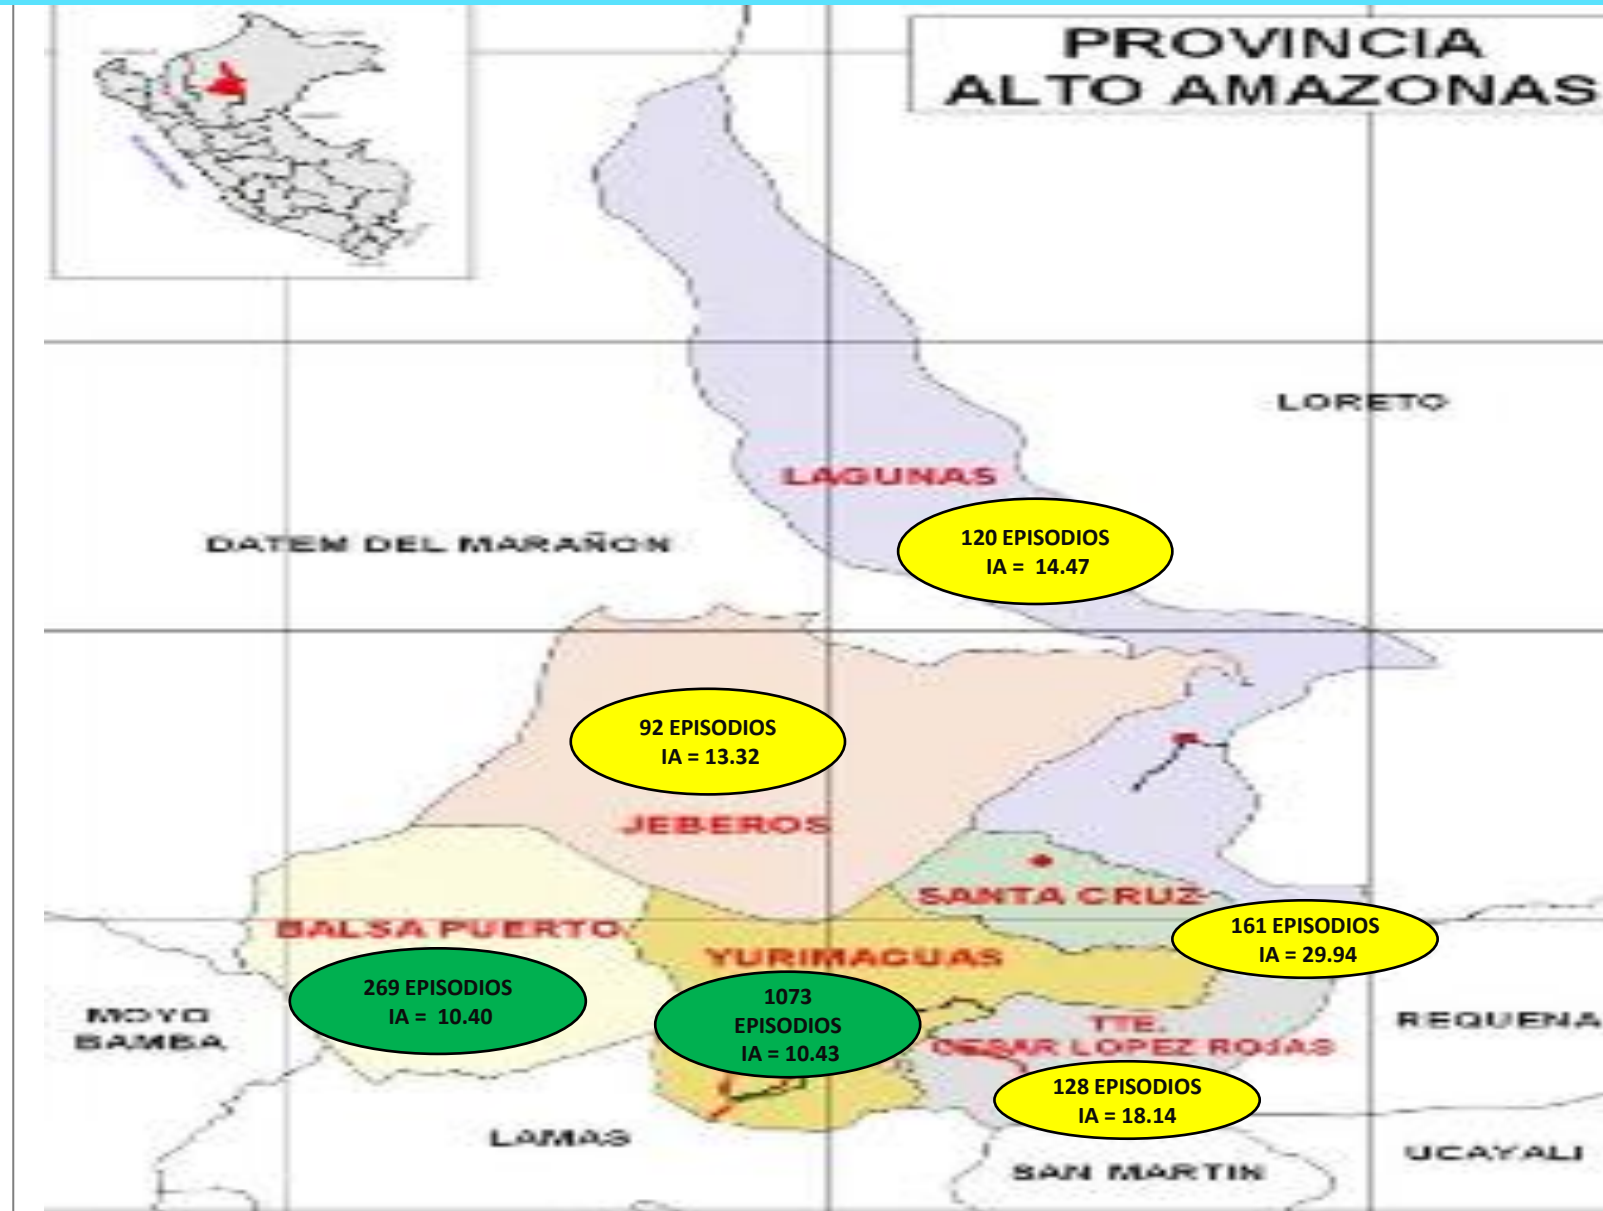 PROVINCIA
ALTO AMAZONAS
LORETO
LAGUNAS
DATEM DEL MARAÑON
120 EPISODIOS
IA =  14.47
92 EPISODIOS
IA = 13.32
JEBEROS
SANTA CRUZ
BALSA PUERTO
161 EPISODIOS
IA = 29.94
YURIMAGUAS
269 EPISODIOS
IA =  10.40
1073
EPISODIOS
IA = 10.43
MOYO
BAMBA
TTE.
CESAR LOPEZ ROJAS
REQUENA
128 EPISODIOS
IA = 18.14
LAMAS
SAN MARTIN
UCAYALI